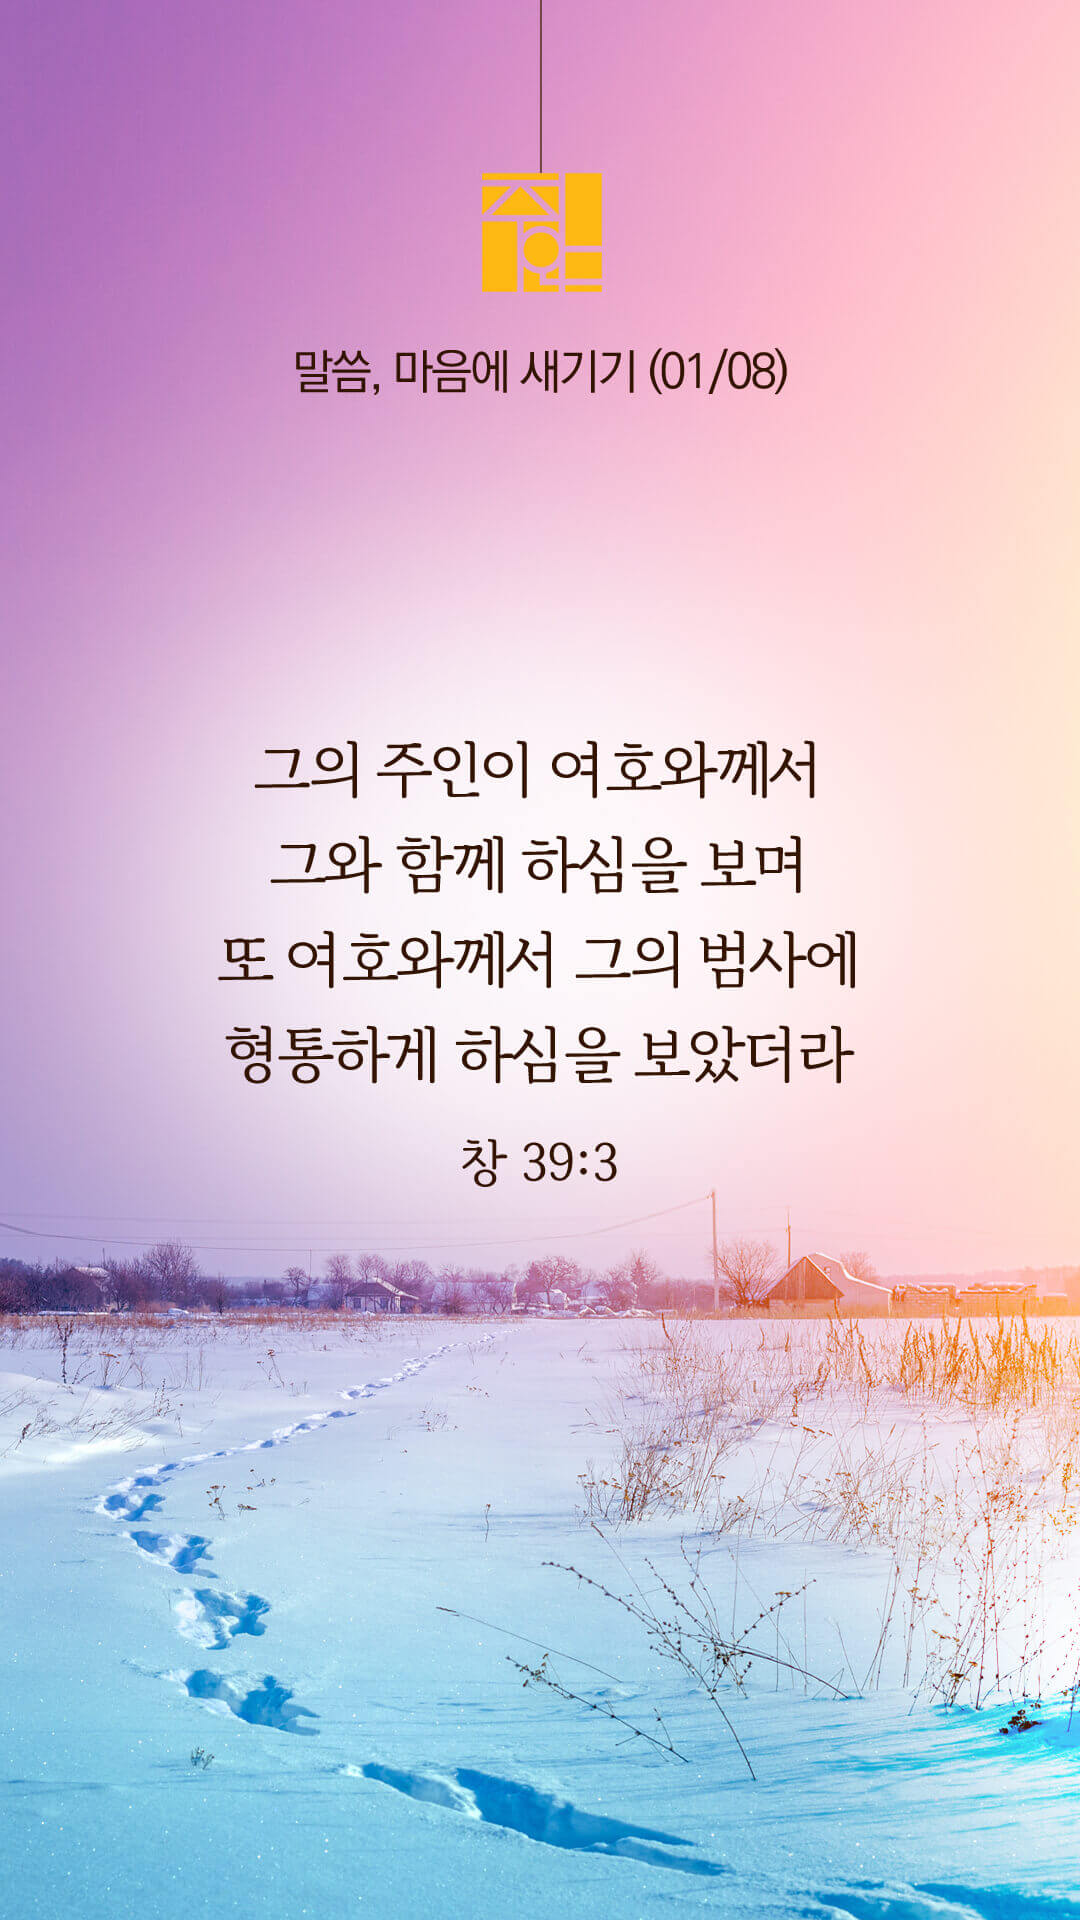 말씀, 마음에 새기기 (01/08)
그의 주인이 여호와께서
그와 함께 하심을 보며
또 여호와께서 그의 범사에
형통하게 하심을 보았더라
창 39:3